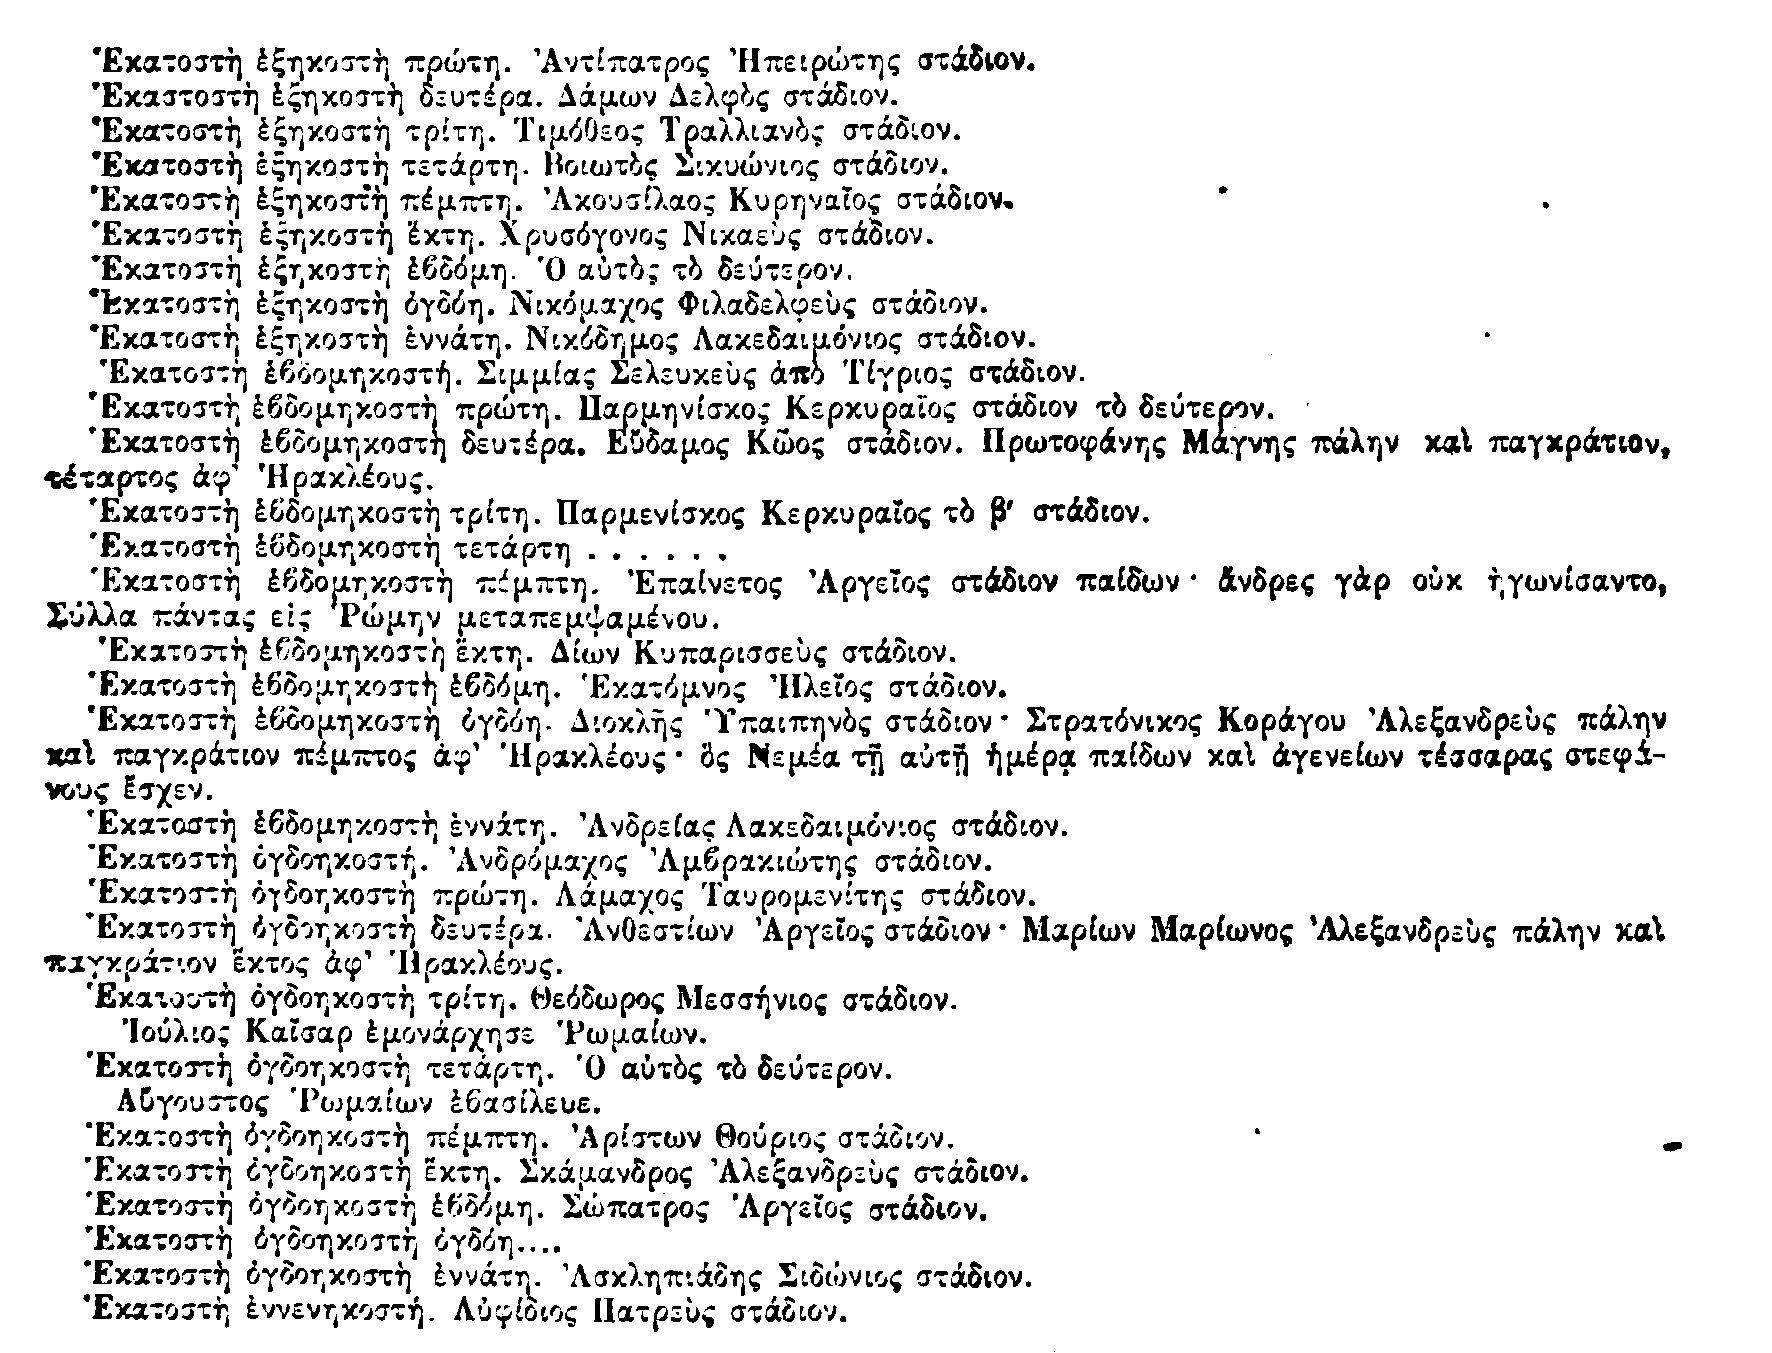 Ἑκατοστὴ ἑξηκοστὴ πρώτη. Ἀντίπατρος Ἠπειρώτης στάδιον.
Ἑκαστοστὴ ἑξηκοστὴ δευτέρα. Δάμων Δελφὸς στάδιον.
Ἑκατοστὴ ἑξηκοστὴ τρίτη. Τιμόθεος Τραλλιανὸς στάδιον.
Ἑκατοστὴ ἑξηκοστὴ τετάρτη. Βοιωτὸς Σικυώνιος στάδιον.
Ἑκατοστὴ ἑξηκοστὴ πέμπτη. Ἀκουσίλαος Κυρηναῖος στάδιον.
Ἑκατοστὴ ἑξηκοστὴ ἕκτη. Χρυσόγονος Νικαεὺς στάδιον.
Ἑκατοστὴ ἑξηκοστὴ ἑϐδόμη. Ὁ αὐτὸς τὸ δεύτερον.
Ἑκατοστὴ ἑξηκοστὴ ὀγδόη. Νικόμαχος Φιλαδελφεὺς στάδιον.
Ἑκατοστὴ ἑξηκοστὴ ἐννάτη. Νικόδημος Λακεδαιμόνιος στάδιον.
Ἑκατοστὴ ἑϐδομηκοστή. Σιμμίας Σελευκεὺς ἀπὸ Τίγριος στάδιον.
Ἑκατοστὴ ἑϐδομηκοστὴ πρώτη. Παρμηνίσκος Κερκυραῖος στάδιον τὸ δεύτερον.
Ἑκατοστὴ ἑϐδομηκοστὴ δευτέρα. Εὔδαμος Κῶος στάδιον. Πρωτοφάνης Μάγνης πάλην καὶ παγκράτιον,
τέταρτος ἀφ' Ἡρακλέους.
Ἑκατοστὴ ἑϐδομηκοστὴ τρίτη. Παρμενίσκος Κερκυραῖος τὸ β' στάδιον.
Ἑκατοστὴ ἑϐδομηκοστὴ τετάρτη . . . . . .
Ἑκατοστὴ ἑϐδομηκοστὴ πέμπτη. Ἐπαίνετος Ἀργεῖος στάδιον παίδων· ἄνδρες γὰρ οὐκ ἠγωνίσαντο,
Σύλλα πάντας εἰς Ῥώμην μεταπεμψαμένου.
Ἑκατοστὴ ἑϐδομηκοστὴ ἕκτη. Δίων Κυπαρισσεὺς στάδιον.
Ἑκατοστὴ ἑϐδομηκοστὴ ἑϐδόμη. Ἑκατόμνος Ἠλεῖος στάδιον.
Ἑκατοστὴ ἑϐδομηκοστὴ ὀγδόη. Διοκλῆς Ὑπαιπηνὸς στάδιον· Στρατόνικος Κοράγου Ἀλεξανδρεὺς πάλην
καὶ παγκράτιον πέμπτος ἀφ' Ἡρακλέους· ὃς Νεμέα τῇ αὐτῇ ἡμέρᾳ παίδων καὶ ἀγενείων τέσσαρας στεφά-
νους ἔσχεν.
Ἑκατοστὴ ἑϐδομηκοστὴ ἐννάτη. Ἀνδρείας Λακεδαιμόνιος στάδιον.
Ἑκατοστὴ ὀγδοηκοστή. Ἀνδρόμαχος Ἀμϐρακιώτης στάδιον.
Ἑκατοστὴ ὀγδοηκοστὴ πρώτη. Λάμαχος Ταυρομενίτης στάδιον.
Ἑκατοστὴ ὀγδοηκοστὴ δευτέρα. Ἀνθεστίων Ἀργεῖος στάδιον· Μαρίων Μαρίωνος Ἀλεξανδρεὺς πάλην καὶ
παγκράτιον ἕκτος ἀφ' Ἡρακλέους.
Ἑκατοστὴ ὀγδοηκοστὴ τρίτη. Θεόδωρος Μεσσήνιος στάδιον.
Ἰούλιος Καῖσαρ ἐμονάρχησε Ῥωμαίων.
Ἑκατοστὴ ὀγδοηκοστὴ τετάρτη. Ὁ αὐτὸς τὸ δεύτερον.
Αὔγουστος Ῥωμαίων ἐϐασίλευε.
Ἑκατοστὴ ὀγδοηκοστὴ πέμπτη. Ἀρίστων Θούριος στάδιον.
Ἑκατοστὴ ὀγδοηκοστὴ ἕκτη. Σκάμανδρος Ἀλεξανδρεὺς στάδιον.
Ἑκατοστὴ ὀγδοηκοστὴ ἑϐδόμη. Σώπατρος Ἀργεῖος στάδιον.
Ἑκατοστὴ ὀγδοηκοστὴ ὀγδόη....
Ἑκατοστὴ ὀγδοηκοστὴ ἐννάτη. Ἀσκληπιάδης Σιδώνιος στάδιον.
Ἑκατοστὴ ἐννενηκοστή. Αὐφίδιος Πατρεὺς στάδιον.